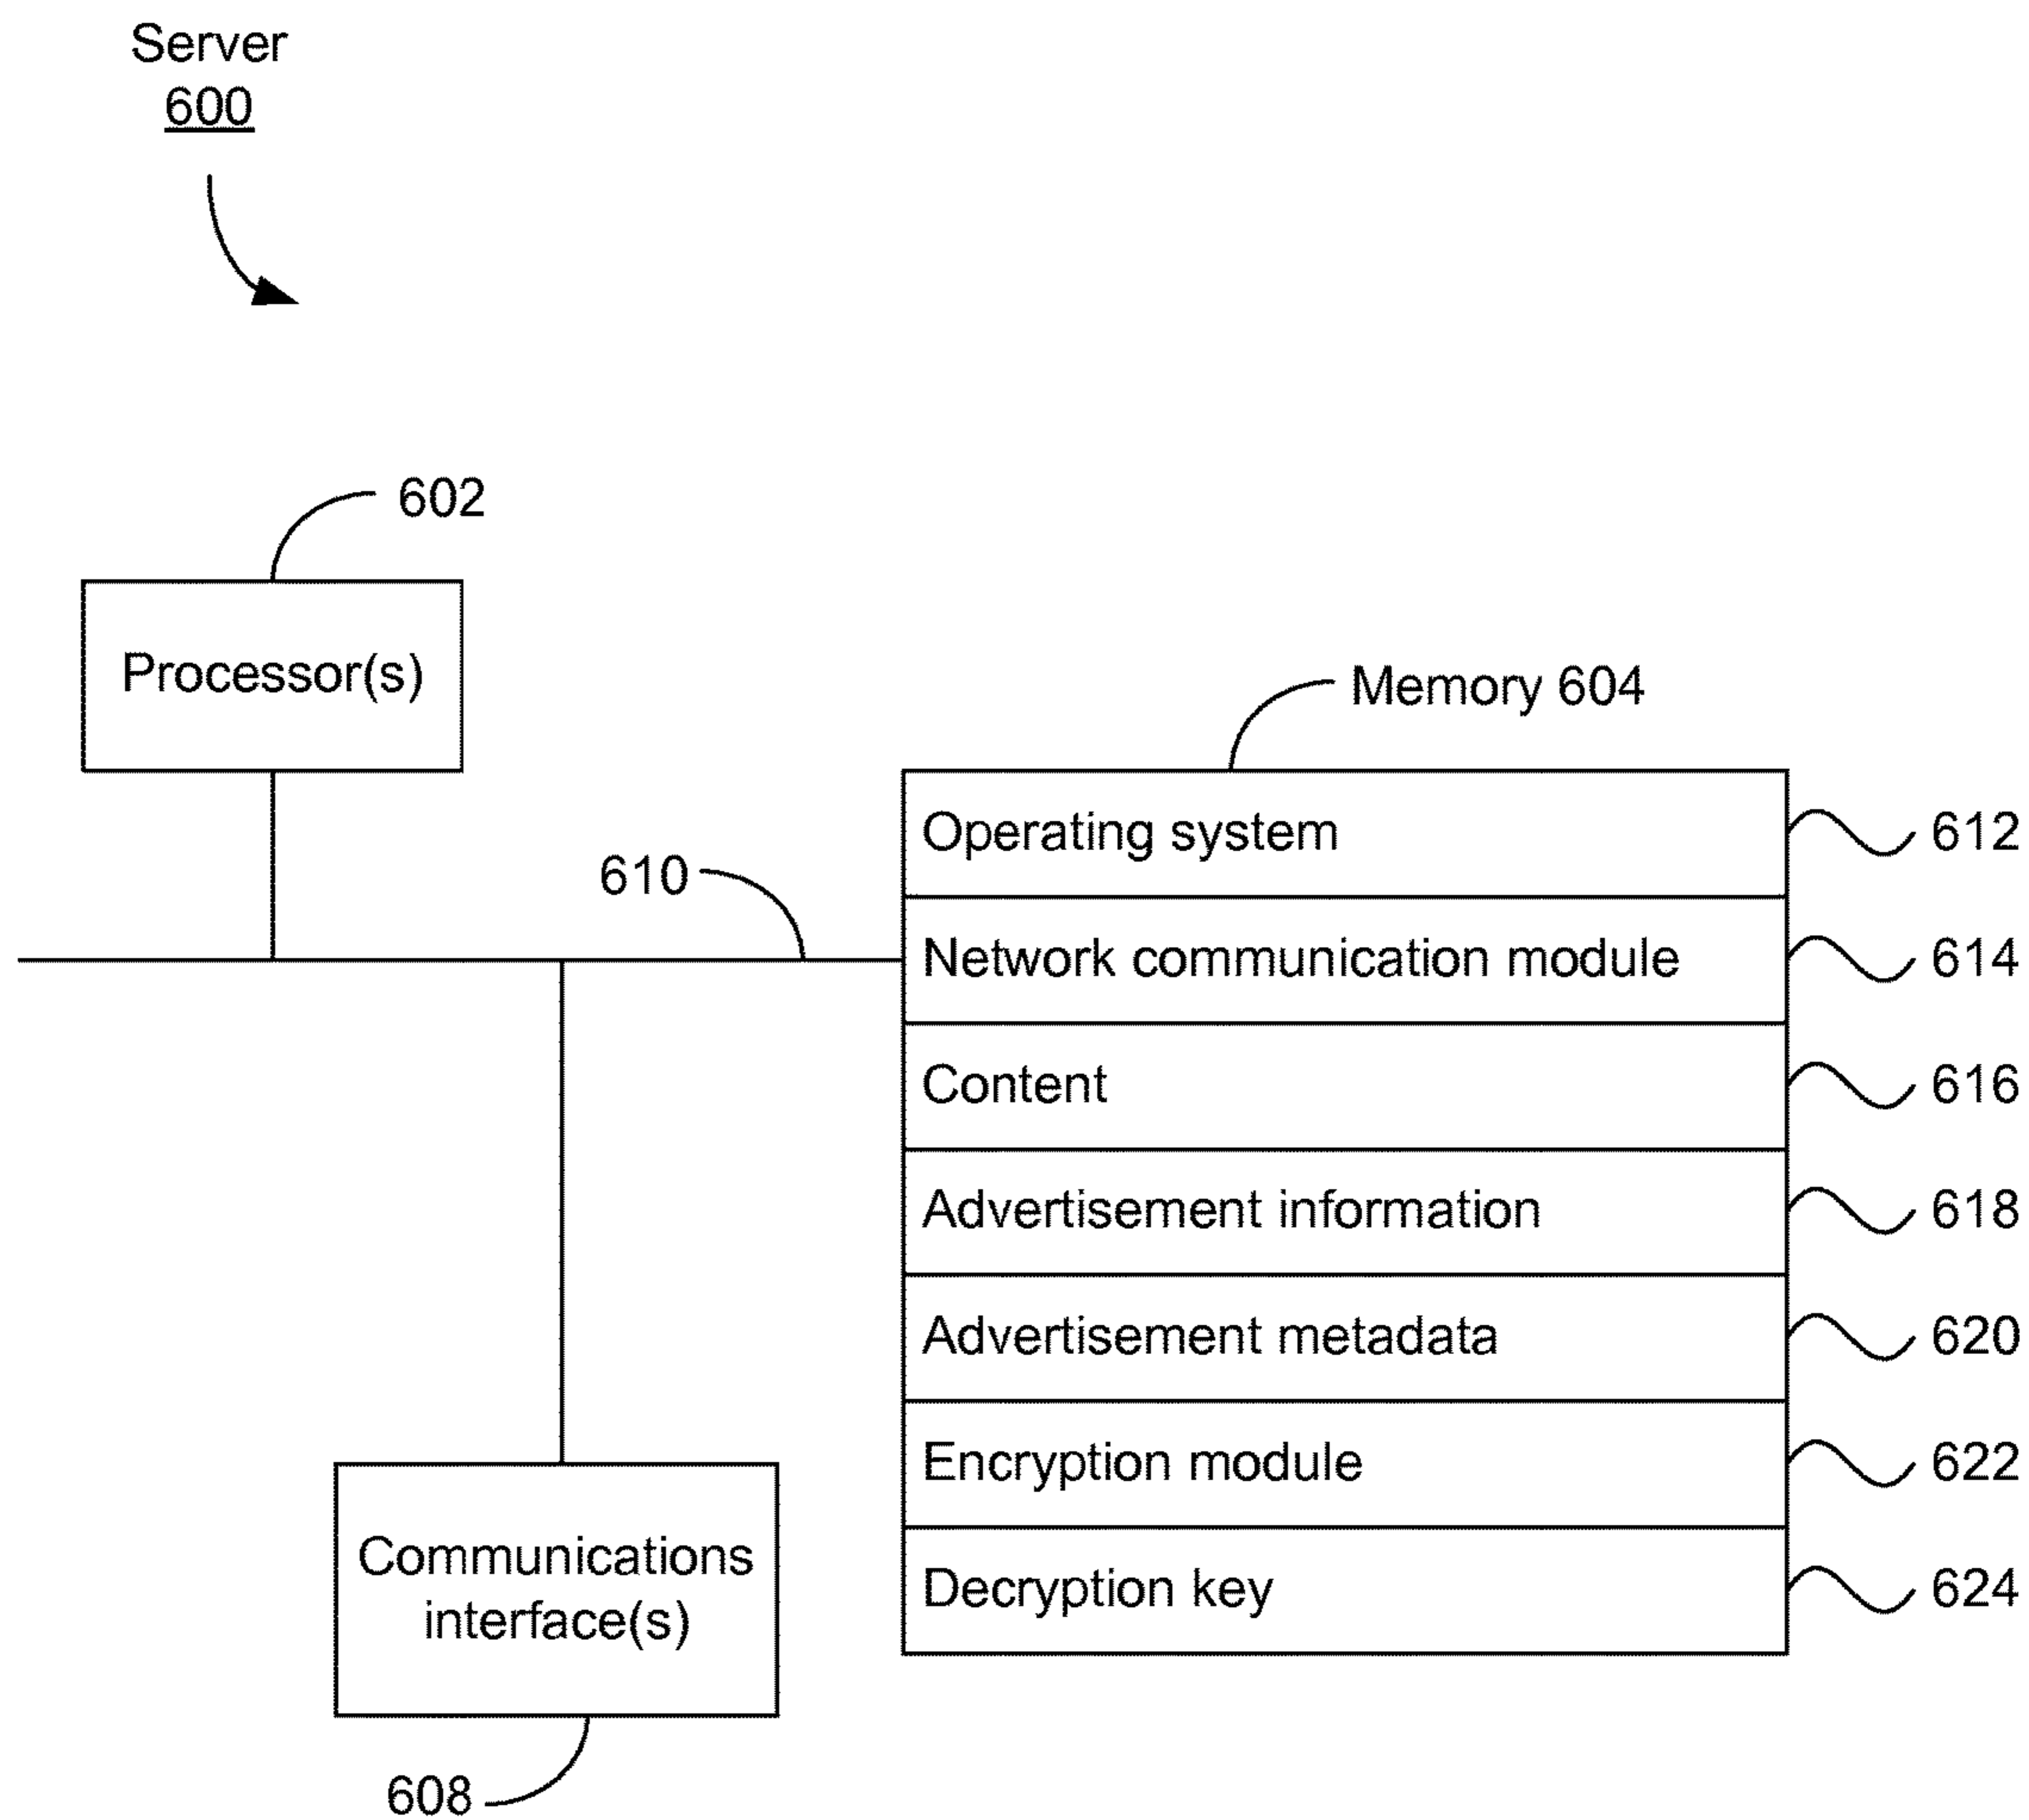 Server
600
602
Processor(s)
Memory 604
Operating system 612
610
Network communication module 614
Content 616
Advertisement information 618
Advertisement metadata 620
Encryption module 622
Communications
interface(s)
Decryption key 624
608